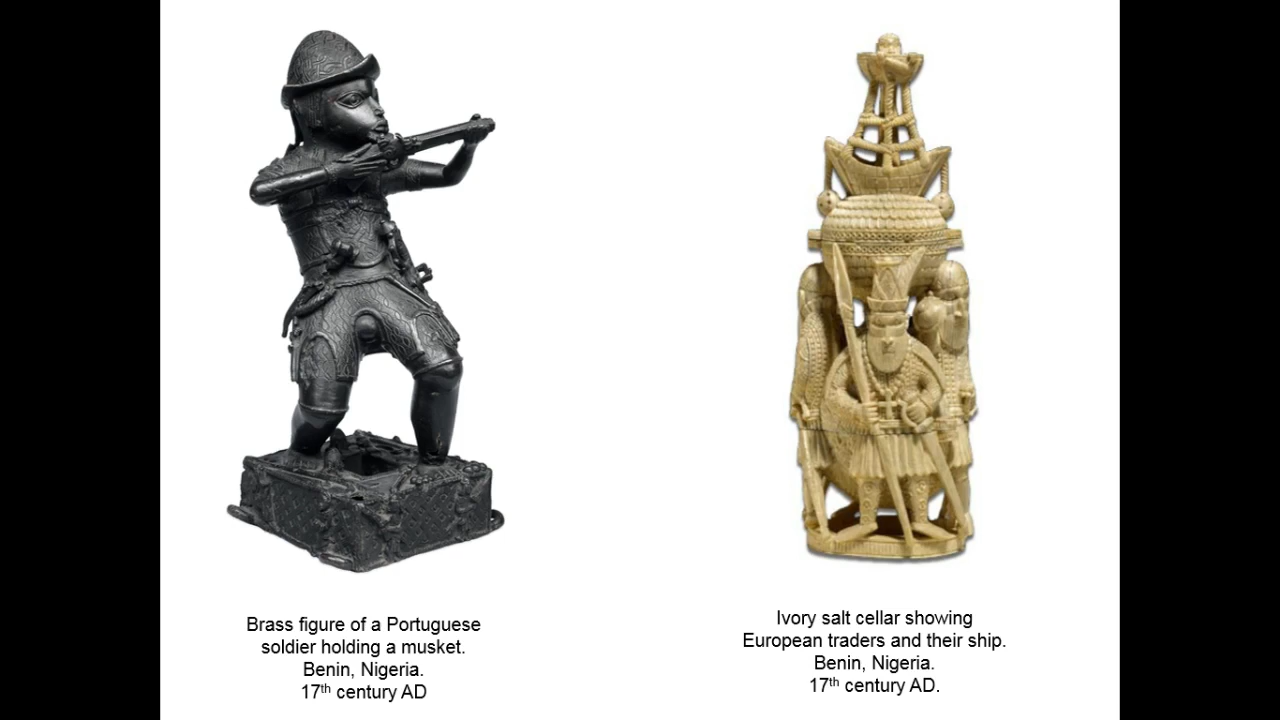 Brass figure of a Portuguese
soldier holding a musket.
Benin, Nigeria.
17th century AD
Ivory salt cellar showing
European traders and their ship.
Benin, Nigeria.
17th century AD.